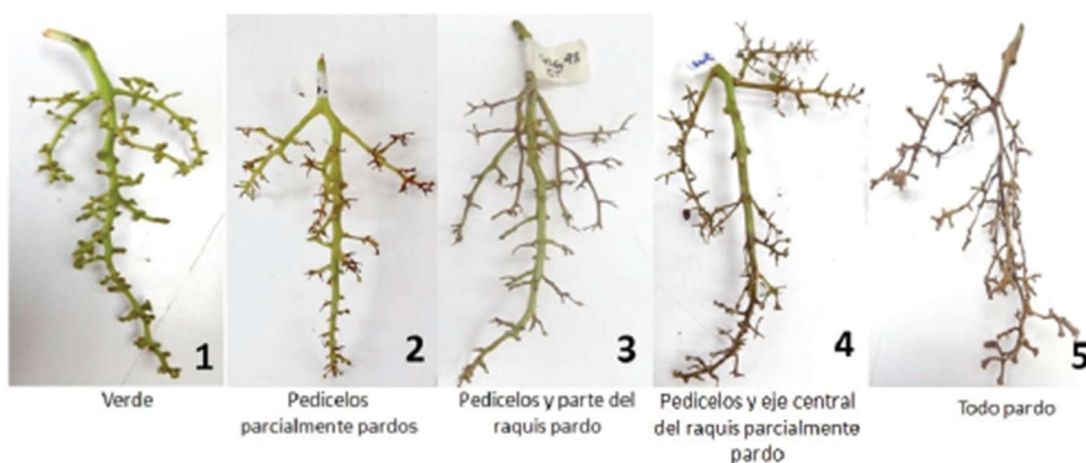 1
Verde
2
Pedicelos
parcialmente pardos
3
Pedicelos y parte del
raquis pardo
4
Pedicelos y eje central
del raquis parcialmente
pardo
5
Todo pardo